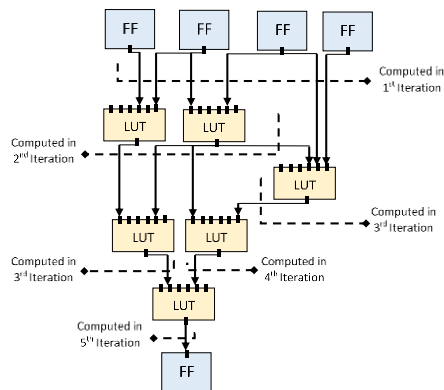 FF
FF
FF
FF
Computed in
1st Iteration
LUT
LUT
Computed in
2nd Iteration
LUT
Computed in
3rd Iteration
LUT
LUT
Computed in
3rd Iteration
Computed in
4th Iteration
LUT
Computed in
5th Iteration
FF